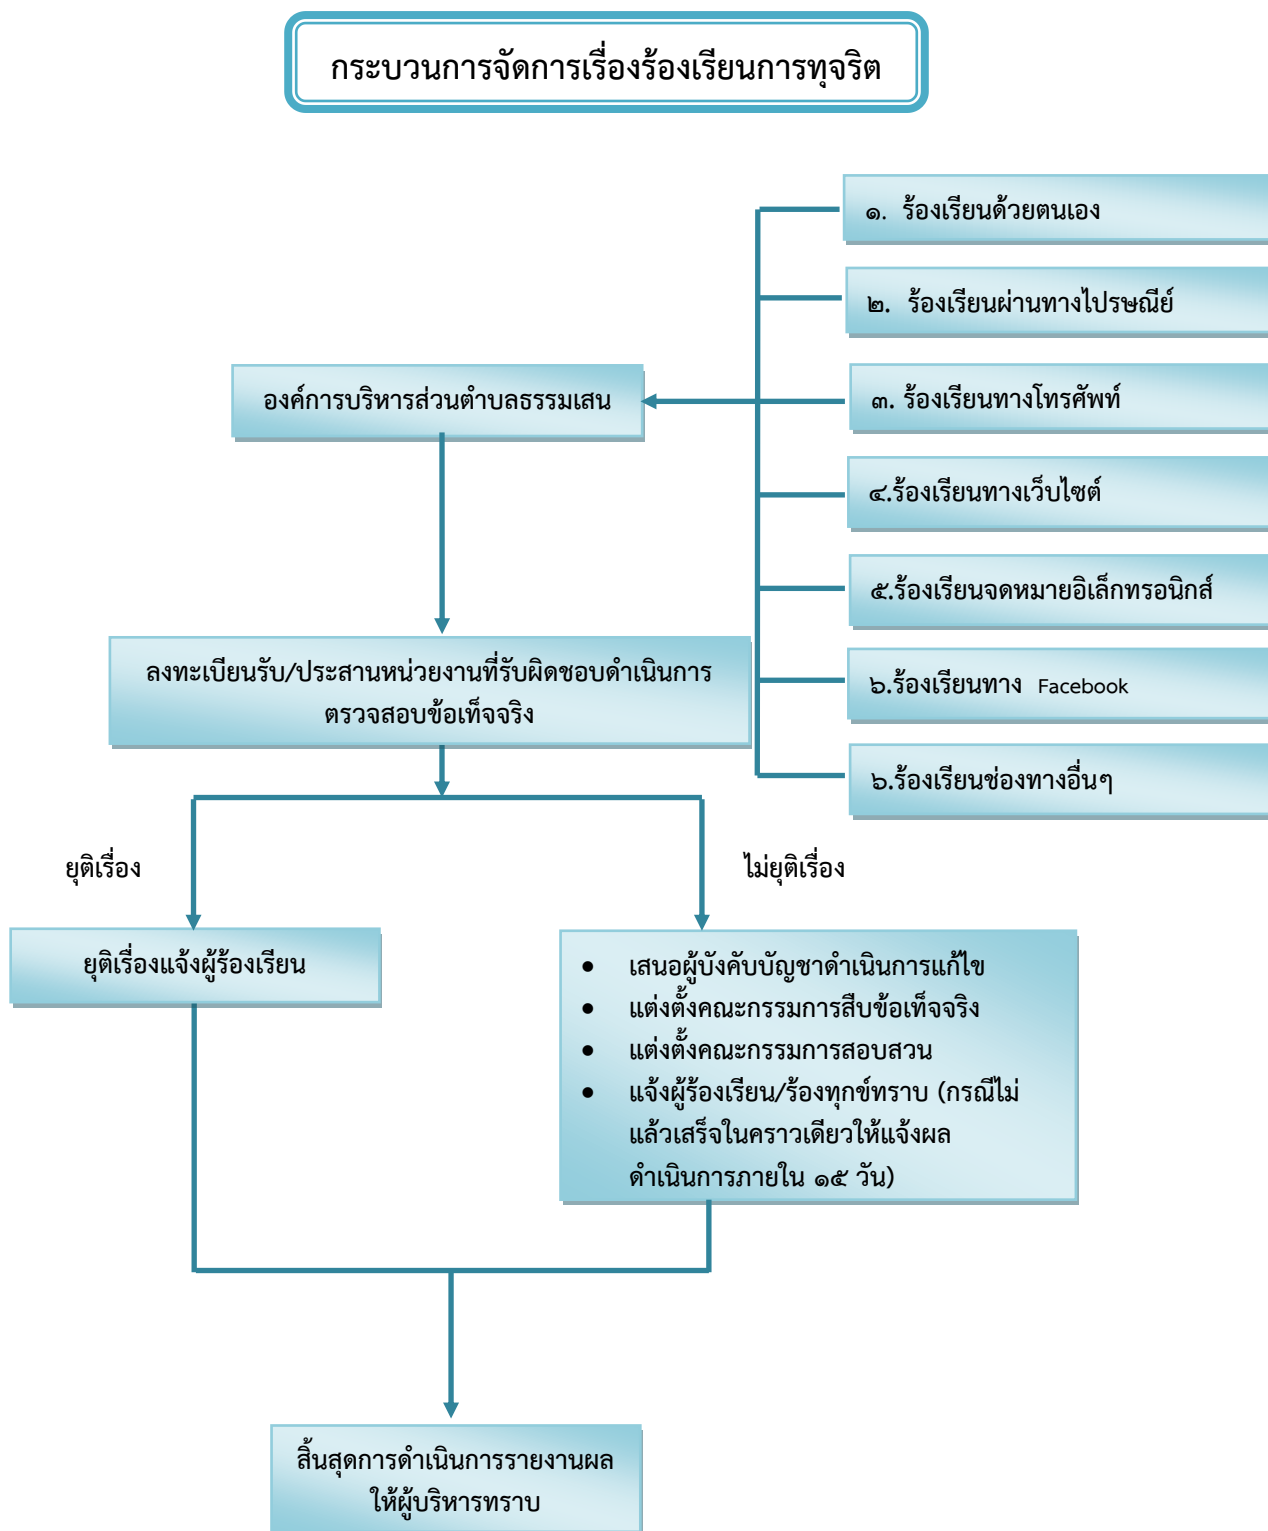 กระบวนการจัดการเรื่องร้องเรียนการทุจริต
๑. ร้องเรียนด้วยตนเอง
๒. ร้องเรียนผ่านทางไปรษณีย์
องค์การบริหารส่วนตำบลธรรมเสน
๓. ร้องเรียนทางโทรศัพท์
๔.ร้องเรียนทางเว็บไซต์
๕.ร้องเรียนจดหมายอิเล็กทรอนิกส์
๖.ร้องเรียนทาง Facebook
๖.ร้องเรียนช่องทางอื่นๆ
ลงทะเบียนรับ/ประสานหน่วยงานที่รับผิดชอบดำเนินการ
ตรวจสอบข้อเท็จจริง
ยุติเรื่อง
ไม่ยุติเรื่อง
ยุติเรื่องแจ้งผู้ร้องเรียน
• เสนอผู้บังคับบัญชาดำเนินการแก้ไข
• แต่งตั้งคณะกรรมการสืบข้อเท็จจริง
• แต่งตั้งคณะกรรมการสอบสวน
• แจ้งผู้ร้องเรียน/ร้องทุกข์ทราบ (กรณีไม่
แล้วเสร็จในคราวเดียวให้แจ้งผล
ดำเนินการภายใน ๑๕ วัน)
สิ้นสุดการดำเนินการรายงานผล
ให้ผู้บริหารทราบ